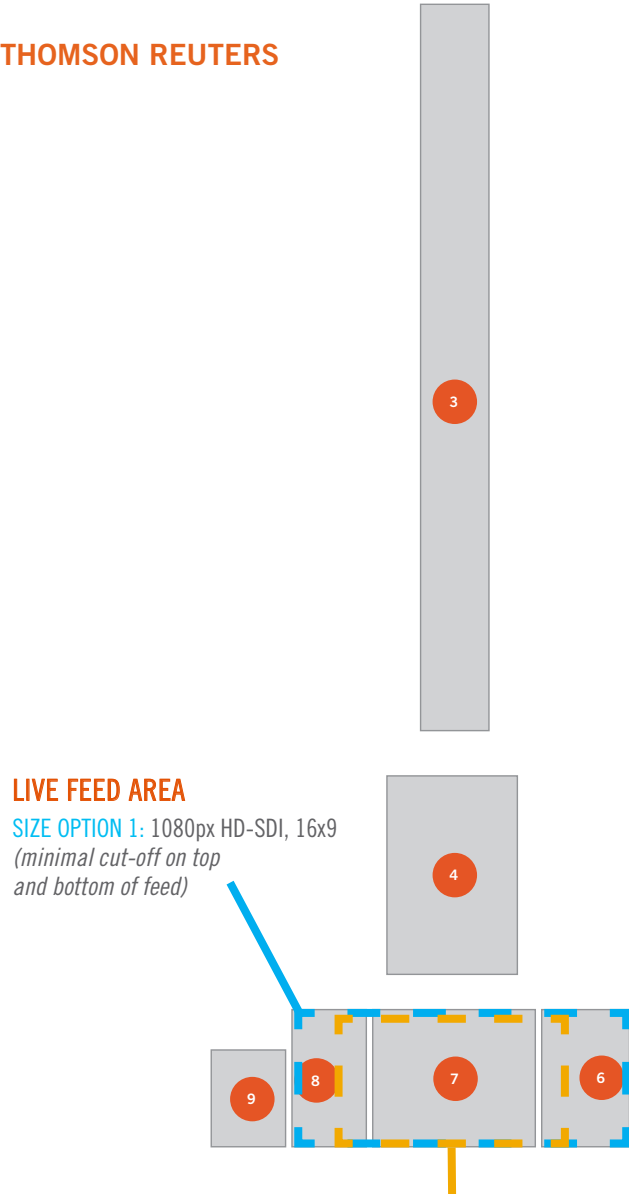 THOMSON REUTERS
3
LIVE FEED AREA
SIZE OPTION 1: 1080px HD-SDI, 16x9
(minimal cut-off on top
and bottom of feed)
4
9
8
7
6